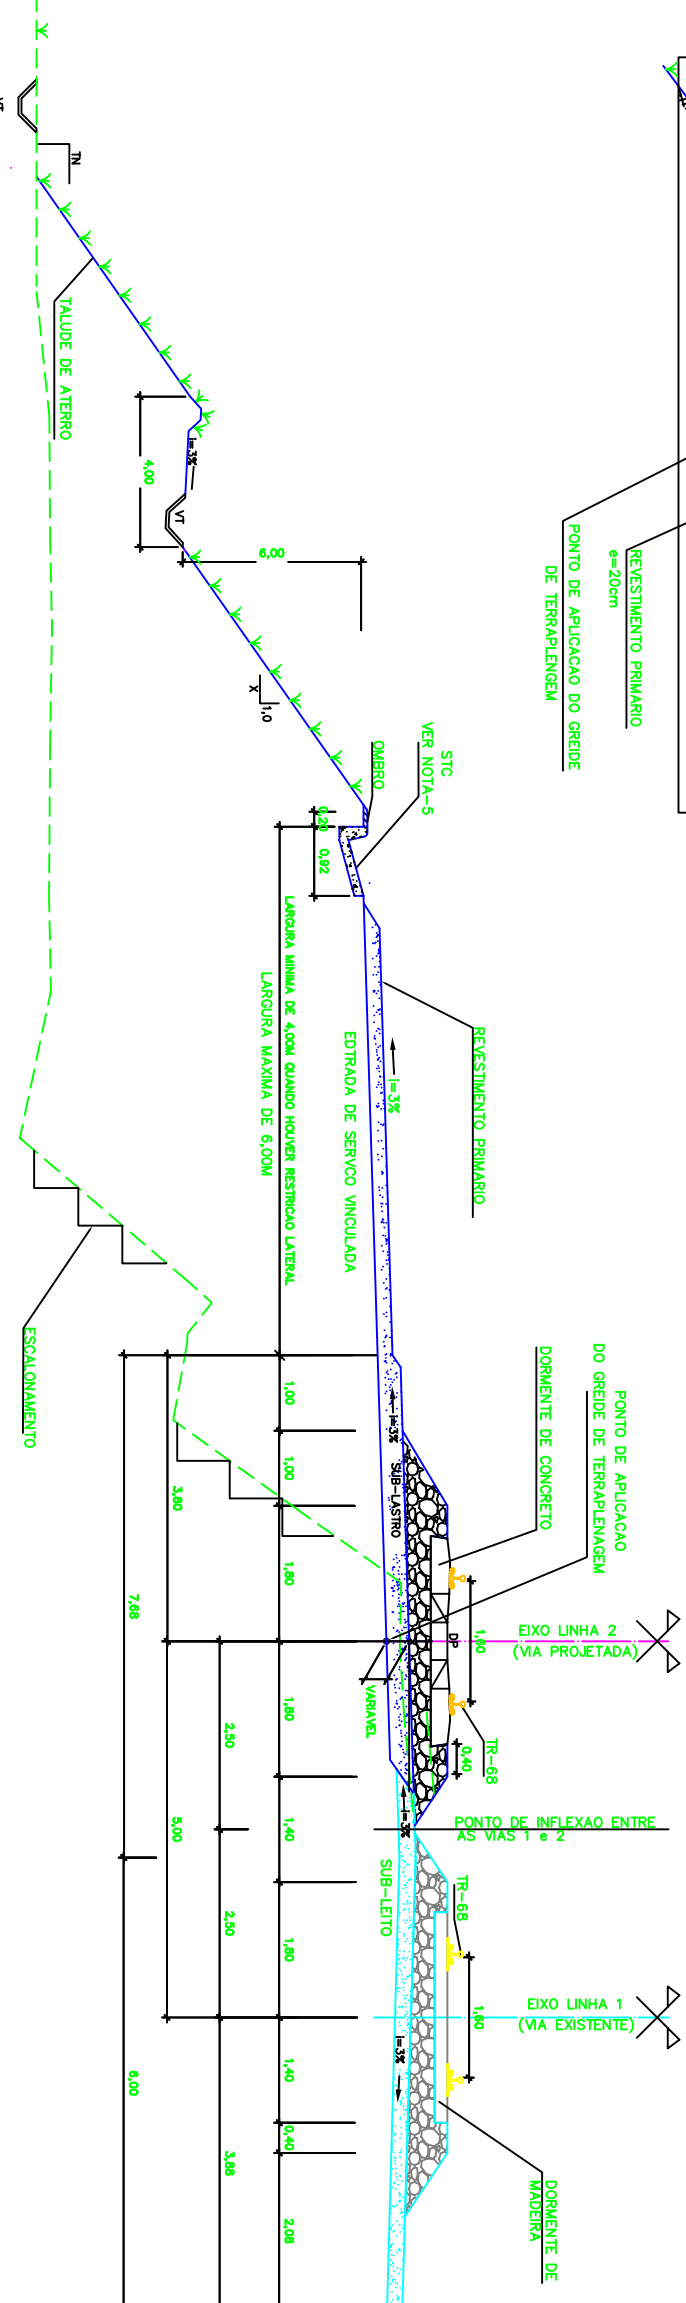 VT
TN
TALUDE DE ATERRO
4,00
i=3%
VT
6,00
X
1,0
PONTO DE APLICACAO DO GREIDE
DE TERRAPLENGEM
REVESTIMENTO PRIMARIO
e=20cm
STC
VER NOTA-5
OMBRO
0,20
0,92
LARGURA MINIMA DE 4,00M QUANDO HOUVER RESTRICAO LATERAL
LARGURA MAXIMA DE 6,00M
EDTRADA DE SERVCO VINCULADA
REVESTIMENTO PRIMARIO
i=3%
ESCALONAMENTO
PONTO DE APLICACAO
DO GREIDE DE TERRAPLENAGEM
DORMENTE DE CONCRETO
i=3%
SUB-LASTRO
1,00
1,00
1,80
3,80
7,68
1,60
DP
EIXO LINHA 2
(VIA PROJETADA)
VARIAVEL
TR-68
0,40
1,80
2,50
5,00
1,40
i=3%
PONTO DE INFLEXAO ENTRE
AS VIAS 1 e 2
SUB-LEITO
TR-68
1,80
2,50
1,60
EIXO LINHA 1
(VIA EXISTENTE)
i=3%
1,40
0,40
2,08
3,88
6,00
DORMENTE DE
MADEIRA